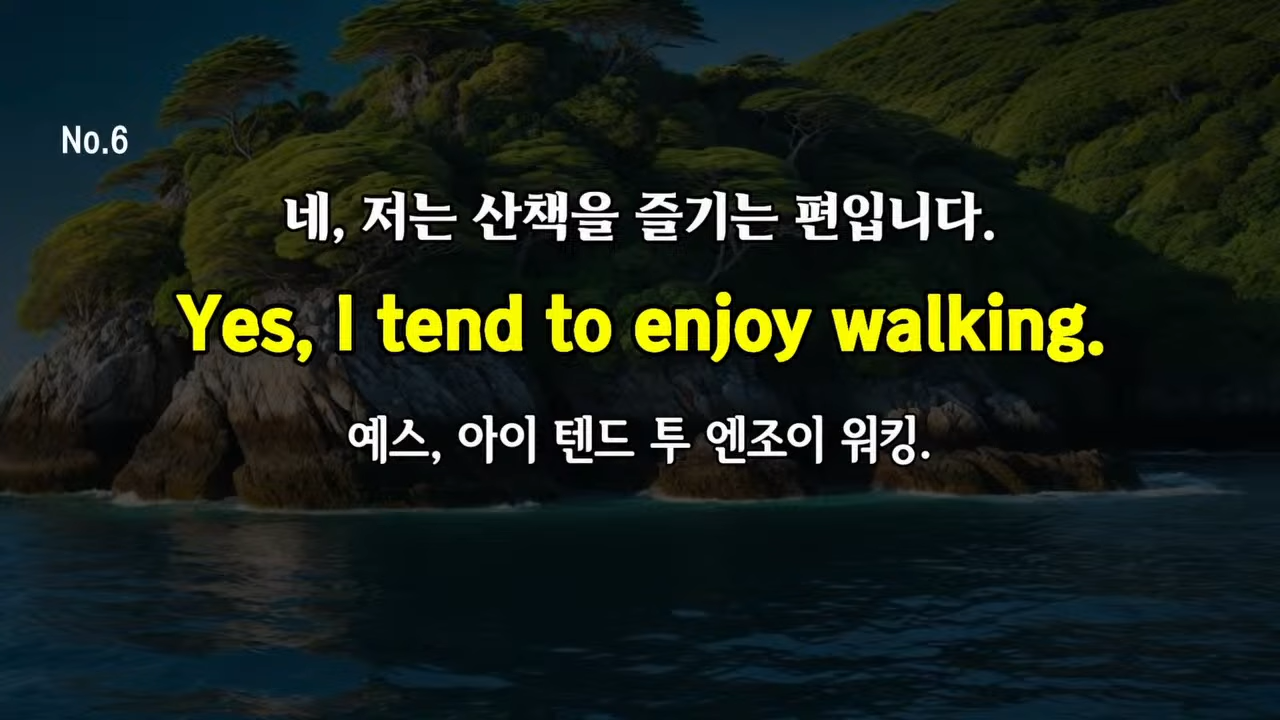 No.6
네, 저는 산책을 즐기는 편입니다.
Yes, I tend to enjoy walking.
예스, 아이 텐드 투 엔조이 워킹.